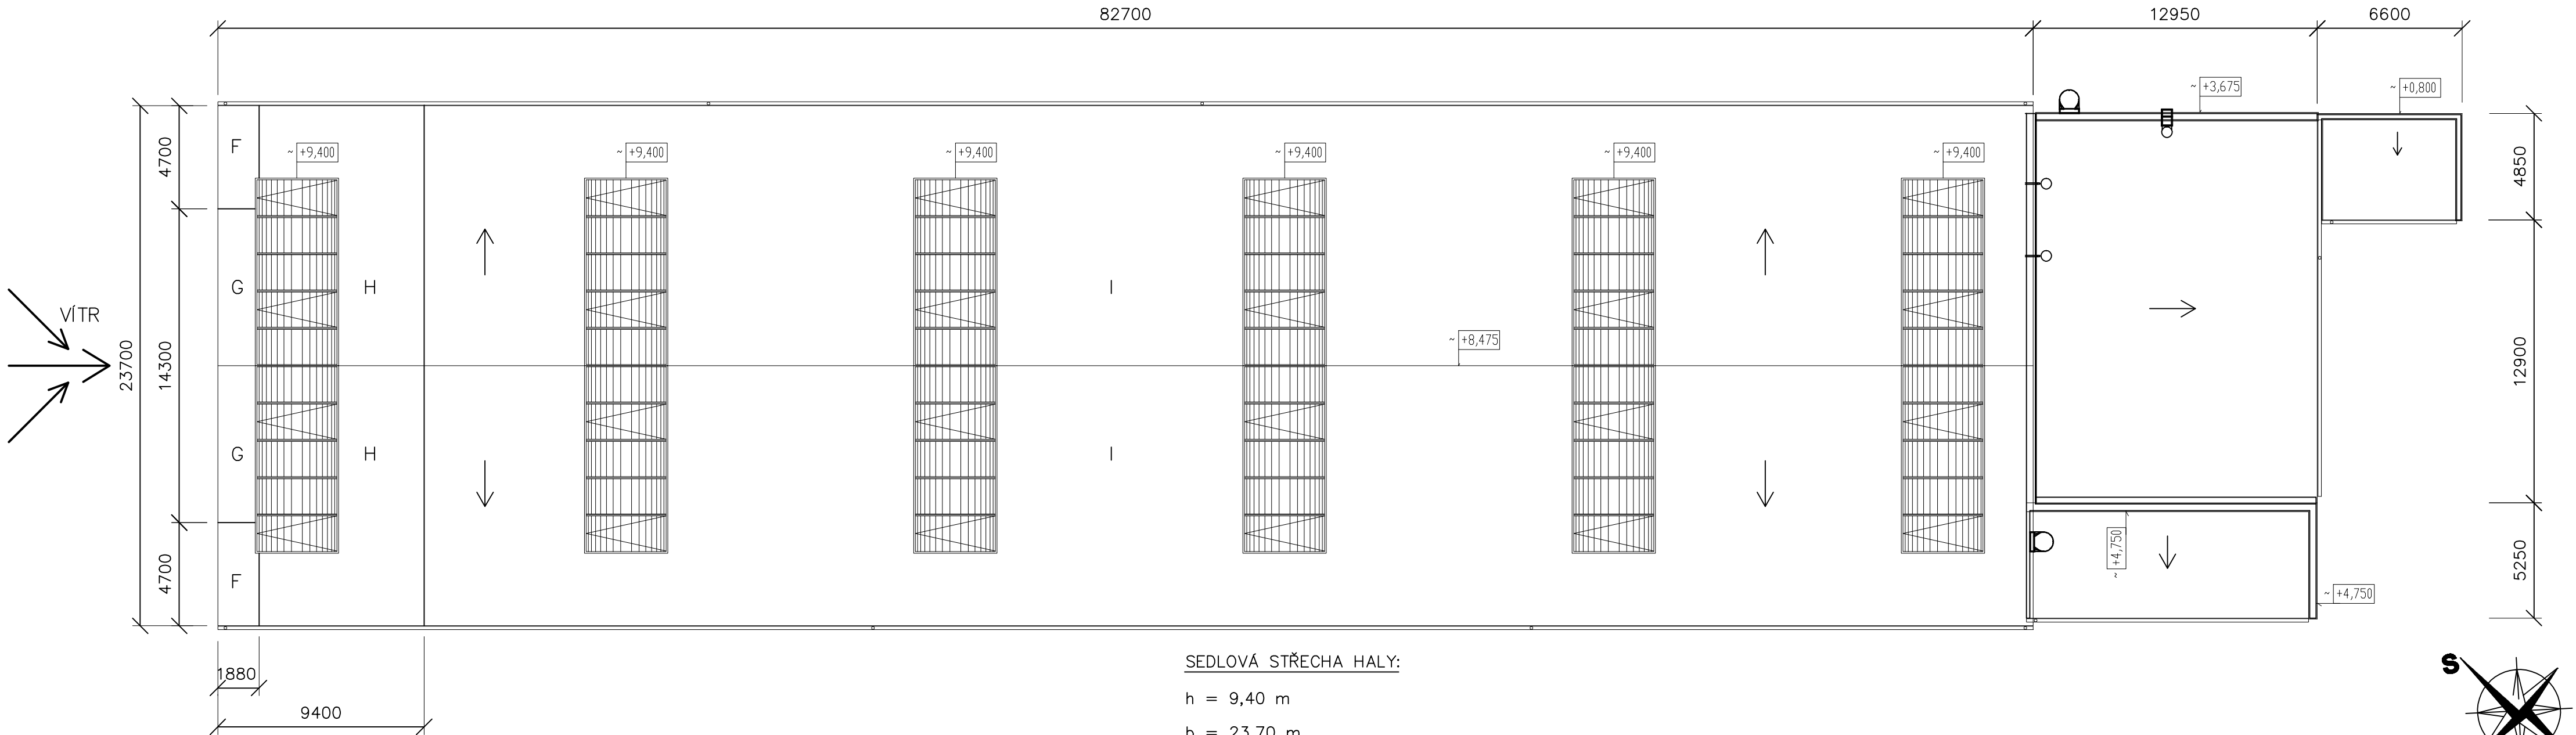 82700
12950
6600
~ +3,675
~ +0,800
F
~ +9,400
~ +9,400
~ +9,400
~ +9,400
~ +9,400
~ +9,400
4700
4850
G
H
I
VÍTR
~ +8,475
23700
14300
12900
G
H
I
4700
F
~ +4,750
5250
~ +4,750
1880
9400
SEDLOVÁ STŘECHA HALY:
h = 9,40 m
b = 23,70 m
S